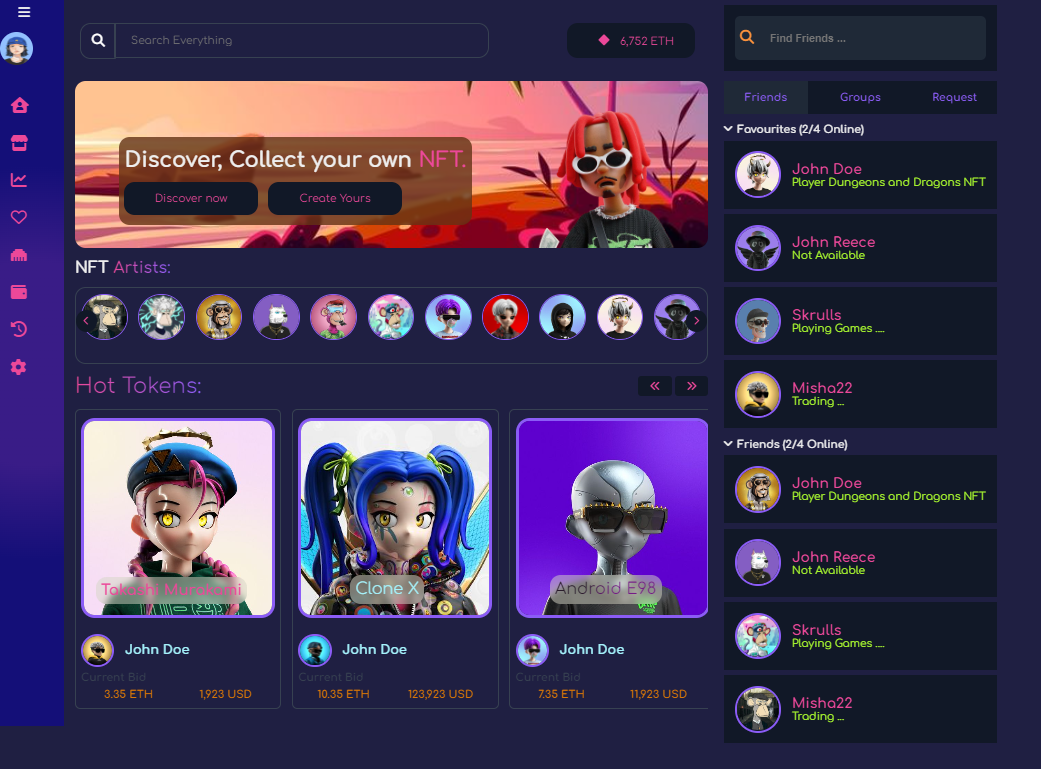 Search Everything
6,752 ETH
Find Friends ...
Discover, Collect your own NFT.
Discover now
Create Yours
NFT Artists:
Hot Tokens:
Takashi Murakami
Clone X
Android E98
John Doe
John Doe
John Doe
Current Bid
Current Bid
Current Bid
3.35 ETH 1,923 USD
10.35 ETH 123,923 USD
7.35 ETH 11,923 USD
Friends Groups Request
Favourites (2/4 Online)
John Doe
Player Dungeons and Dragons NFT
John Reece
Not Available
Skrulls
Playing Games ....
Misha22
Trading ...
Friends (2/4 Online)
John Doe
Player Dungeons and Dragons NFT
John Reece
Not Available
Skrulls
Playing Games ....
Misha22
Trading ...